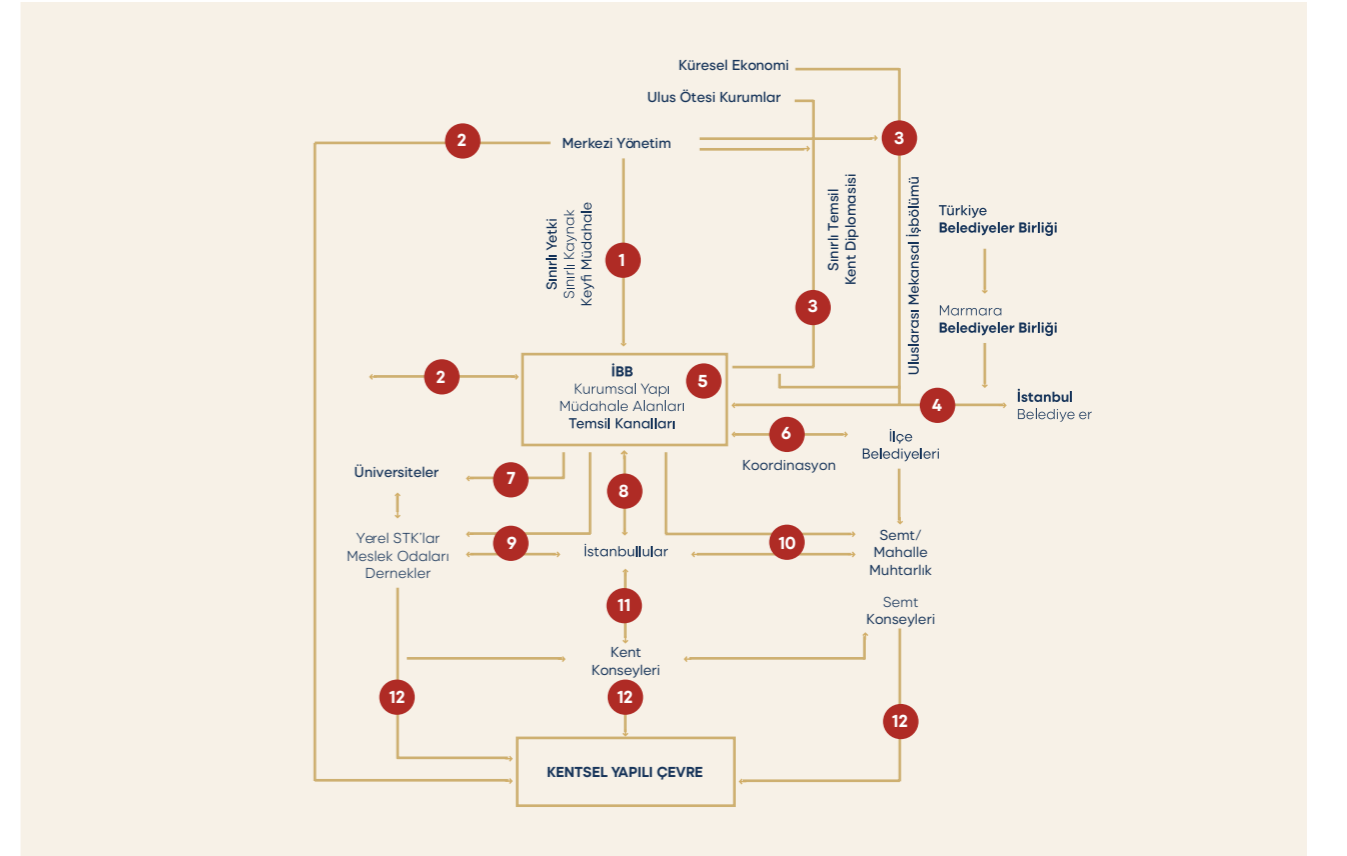 Küresel Ekonomi
Ulus Ötesi Kurumlar
2
Merkezi Yönetim
3
Sınırlı Yetki
Sınırlı Kaynak
Keyfi Müdahale
1
Sınırlı Temsil
Kent Diplomasisi
3
Uluslarası Mekansal İşbölümü
Türkiye
Belediyeler Birliği
Marmara
Belediyeler Birliği
2
İBB
Kurumsal Yapı
Müdahale Alanları
Temsil Kanalları
5
4
İstanbul
Belediye er
6
Koordinasyon
İlçe
Belediyeleri
Üniversiteler
7
8
Yerel STK'lar
Meslek Odaları
Dernekler
9
İstanbullular
10
Semt/
Mahalle
Muhtarlık
11
Semt
Konseyleri
Kent
Konseyleri
12
12
12
KENTSEL YAPILI ÇEVRE